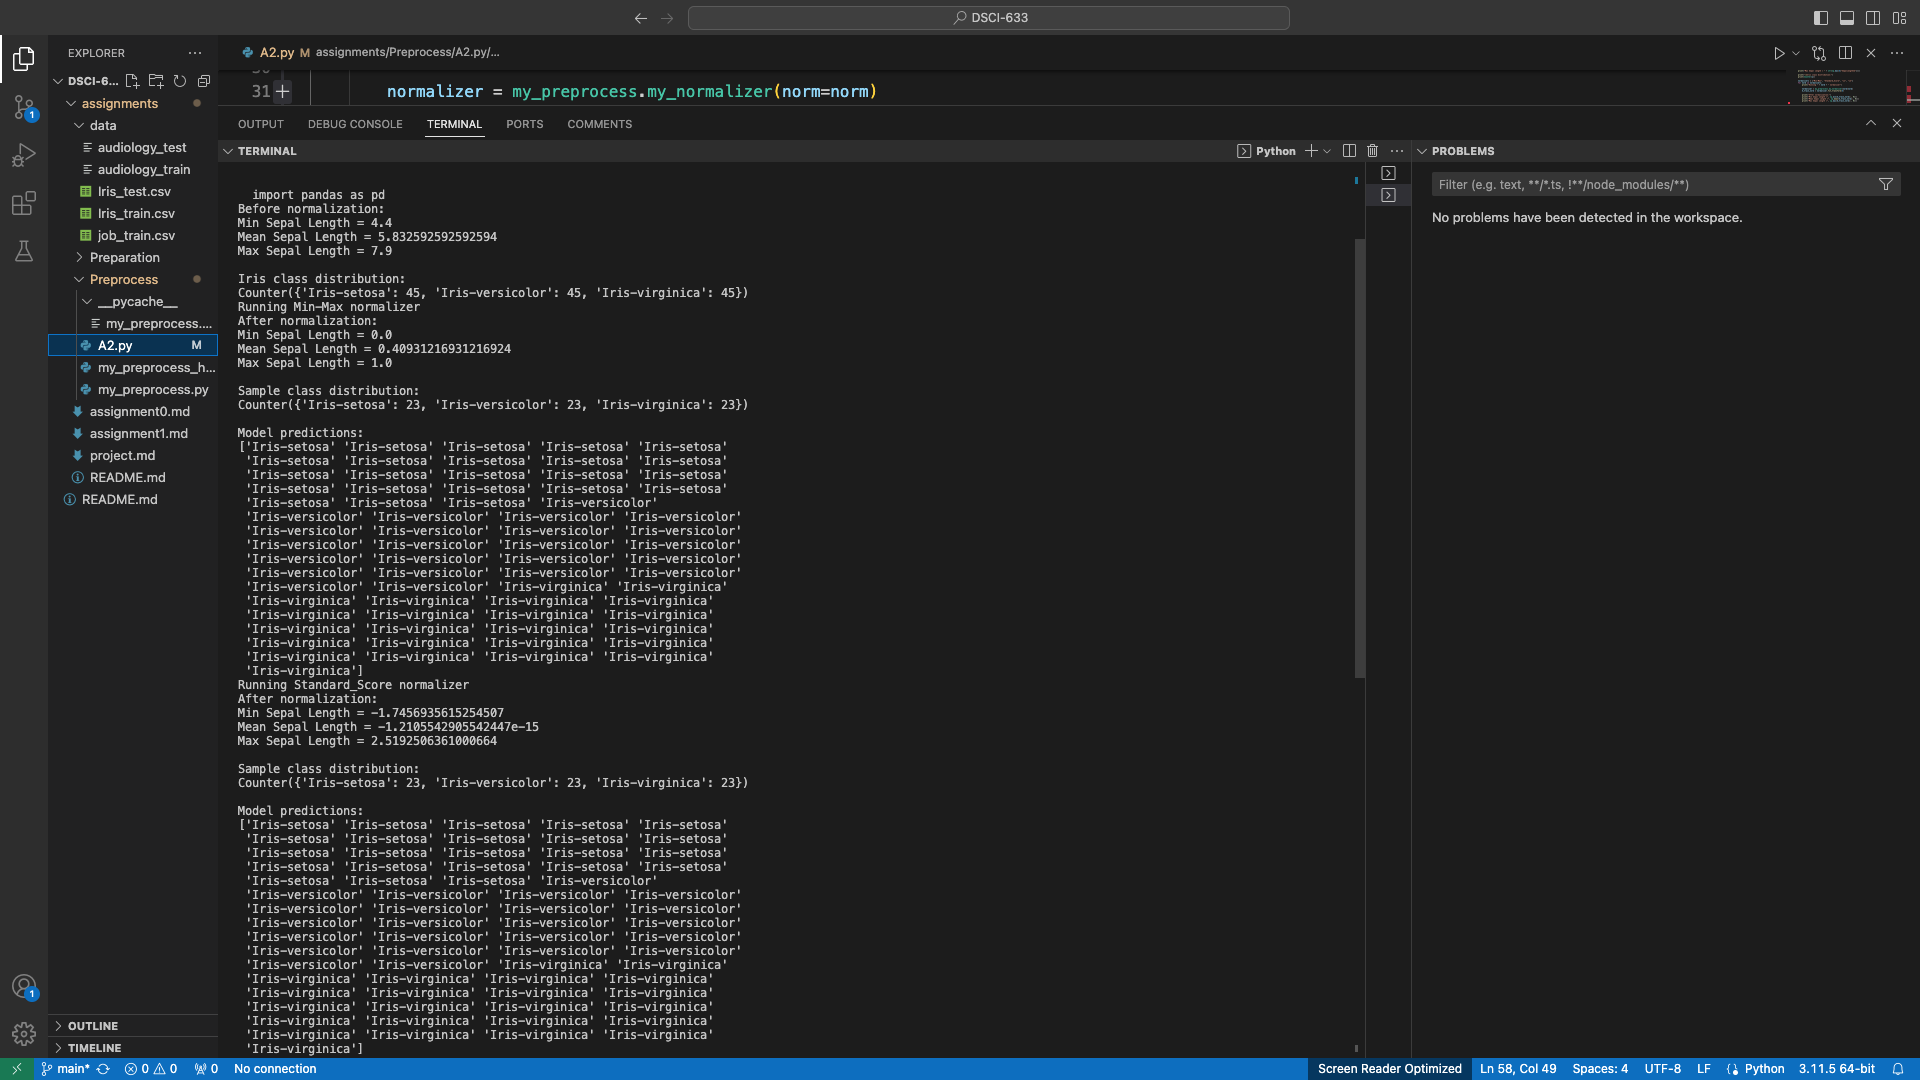 DSCI-633
EXPLORER
DSCI-6...
assignments
data
audiology_test
audiology_train
Iris_test.csv
Iris_train.csv
job_train.csv
Preparation
Preprocess
__pycache__
my_preprocess....
A2.py M
my_preprocess_h...
my_preprocess.py
assignment0.md
assignment1.md
project.md
README.md
README.md
OUTLINE
TIMELINE
1
1
A2.py M assignments/Preprocess/A2.py/...
31 normalizer = my_preprocess.my_normalizer(norm=norm)
OUTPUT DEBUG CONSOLE TERMINAL PORTS COMMENTS
TERMINAL Python
import pandas as pd
Before normalization:
Min Sepal Length = 4.4
Mean Sepal Length = 5.832592592592594
Max Sepal Length = 7.9
Iris class distribution:
Counter({'Iris-setosa': 45, 'Iris-versicolor': 45, 'Iris-virginica': 45})
Running Min-Max normalizer
After normalization:
Min Sepal Length = 0.0
Mean Sepal Length = 0.40931216931216924
Max Sepal Length = 1.0
Sample class distribution:
Counter({'Iris-setosa': 23, 'Iris-versicolor': 23, 'Iris-virginica': 23})
Model predictions:
['Iris-setosa' 'Iris-setosa' 'Iris-setosa' 'Iris-setosa' 'Iris-setosa'
'Iris-setosa' 'Iris-setosa' 'Iris-setosa' 'Iris-setosa' 'Iris-setosa'
'Iris-setosa' 'Iris-setosa' 'Iris-setosa' 'Iris-setosa' 'Iris-setosa'
'Iris-setosa' 'Iris-setosa' 'Iris-setosa' 'Iris-setosa' 'Iris-setosa'
'Iris-setosa' 'Iris-setosa' 'Iris-setosa' 'Iris-versicolor'
'Iris-versicolor' 'Iris-versicolor' 'Iris-versicolor' 'Iris-versicolor'
'Iris-versicolor' 'Iris-versicolor' 'Iris-versicolor' 'Iris-versicolor'
'Iris-versicolor' 'Iris-versicolor' 'Iris-versicolor' 'Iris-versicolor'
'Iris-versicolor' 'Iris-versicolor' 'Iris-versicolor' 'Iris-versicolor'
'Iris-versicolor' 'Iris-versicolor' 'Iris-versicolor' 'Iris-versicolor'
'Iris-versicolor' 'Iris-versicolor' 'Iris-virginica' 'Iris-virginica'
'Iris-virginica' 'Iris-virginica' 'Iris-virginica' 'Iris-virginica'
'Iris-virginica' 'Iris-virginica' 'Iris-virginica' 'Iris-virginica'
'Iris-virginica' 'Iris-virginica' 'Iris-virginica' 'Iris-virginica'
'Iris-virginica' 'Iris-virginica' 'Iris-virginica' 'Iris-virginica'
'Iris-virginica' 'Iris-virginica' 'Iris-virginica' 'Iris-virginica'
'Iris-virginica']
Running Standard_Score normalizer
After normalization:
Min Sepal Length = -1.7456935615254507
Mean Sepal Length = -1.2105542905542447e-15
Max Sepal Length = 2.5192506361000664
Sample class distribution:
Counter({'Iris-setosa': 23, 'Iris-versicolor': 23, 'Iris-virginica': 23})
Model predictions:
['Iris-setosa' 'Iris-setosa' 'Iris-setosa' 'Iris-setosa' 'Iris-setosa'
'Iris-setosa' 'Iris-setosa' 'Iris-setosa' 'Iris-setosa' 'Iris-setosa'
'Iris-setosa' 'Iris-setosa' 'Iris-setosa' 'Iris-setosa' 'Iris-setosa'
'Iris-setosa' 'Iris-setosa' 'Iris-setosa' 'Iris-setosa' 'Iris-setosa'
'Iris-setosa' 'Iris-setosa' 'Iris-setosa' 'Iris-versicolor'
'Iris-versicolor' 'Iris-versicolor' 'Iris-versicolor' 'Iris-versicolor'
'Iris-versicolor' 'Iris-versicolor' 'Iris-versicolor' 'Iris-versicolor'
'Iris-versicolor' 'Iris-versicolor' 'Iris-versicolor' 'Iris-versicolor'
'Iris-versicolor' 'Iris-versicolor' 'Iris-versicolor' 'Iris-versicolor'
'Iris-versicolor' 'Iris-versicolor' 'Iris-versicolor' 'Iris-versicolor'
'Iris-versicolor' 'Iris-versicolor' 'Iris-virginica' 'Iris-virginica'
'Iris-virginica' 'Iris-virginica' 'Iris-virginica' 'Iris-virginica'
'Iris-virginica' 'Iris-virginica' 'Iris-virginica' 'Iris-virginica'
'Iris-virginica' 'Iris-virginica' 'Iris-virginica' 'Iris-virginica'
'Iris-virginica' 'Iris-virginica' 'Iris-virginica' 'Iris-virginica'
'Iris-virginica' 'Iris-virginica' 'Iris-virginica' 'Iris-virginica'
'Iris-virginica']
PROBLEMS
Filter (e.g. text, **/*.ts, !**/node_modules/**)
No problems have been detected in the workspace.
main* 0 0 0 No connection Screen Reader Optimized Ln 58, Col 49 Spaces: 4 UTF-8 LF Python 3.11.5 64-bit